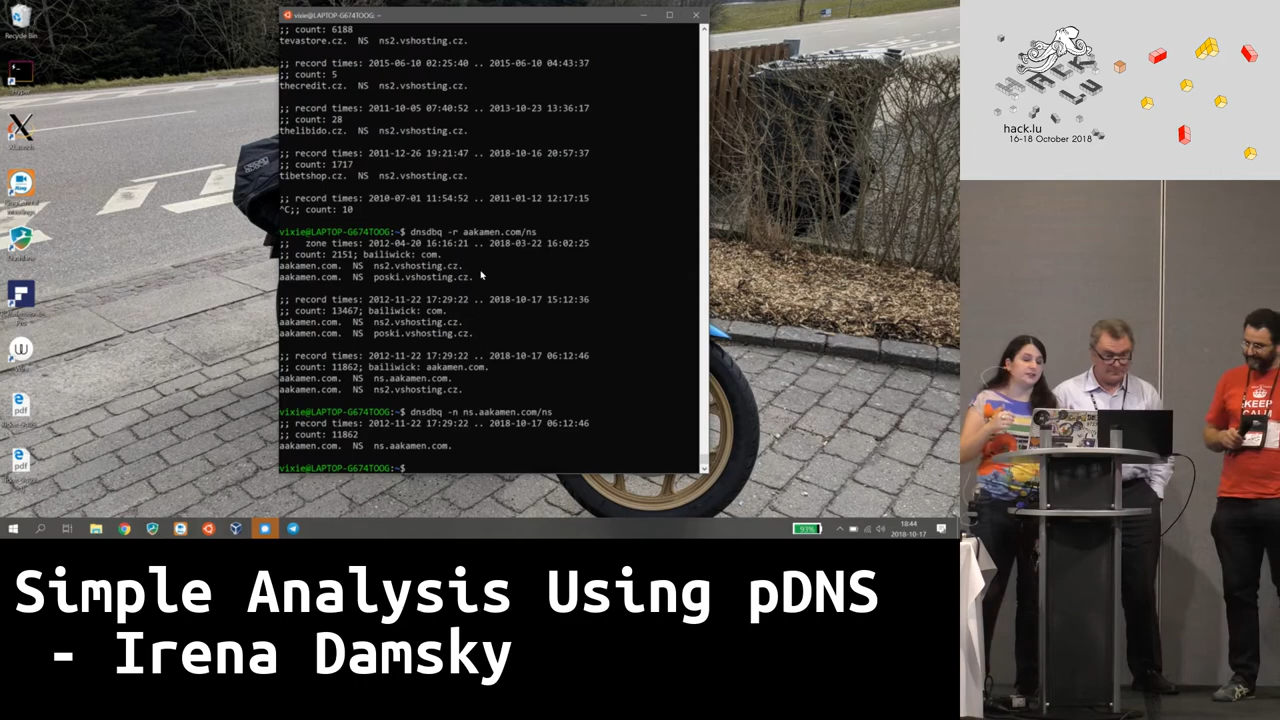 Recycle Bin
vixie@LAPTOP-G674TOOG: ~
;; count: 6188
tevastore.cz.  NS  ns2.vshosting.cz.
;; record times: 2015-06-10 02:25:40 .. 2015-06-10 04:43:37
;; count: 5
thecredit.cz.  NS  ns2.vshosting.cz.
;; record times: 2011-10-05 07:40:52 .. 2013-10-23 13:36:17
;; count: 28
thelibido.cz.  NS  ns2.vshosting.cz.
;; record times: 2011-12-26 19:21:47 .. 2018-10-16 20:57:37
;; count: 1717
tibetshop.cz.  NS  ns2.vshosting.cz.
;; record times: 2010-07-01 11:54:52 .. 2011-01-12 12:17:15
^C;; count: 10
vixie@LAPTOP-G674TOOG:~$ dnsdbq -r aakamen.com/ns
;;   zone times: 2012-04-20 16:16:21 .. 2018-03-22 16:02:25
;; count: 2151; bailiwick: com.
aakamen.com.  NS  ns2.vshosting.cz.
aakamen.com.  NS  poski.vshosting.cz.
;; record times: 2012-11-22 17:29:22 .. 2018-10-17 15:12:36
;; count: 13467; bailiwick: com.
aakamen.com.  NS  ns2.vshosting.cz.
aakamen.com.  NS  poski.vshosting.cz.
;; record times: 2012-11-22 17:29:22 .. 2018-10-17 06:12:46
;; count: 11862; bailiwick: aakamen.com.
aakamen.com.  NS  ns.aakamen.com.
aakamen.com.  NS  ns2.vshosting.cz.
vixie@LAPTOP-G674TOOG:~$ dnsdbq -n ns.aakamen.com/ns
;; record times: 2012-11-22 17:29:22 .. 2018-10-17 06:12:46
;; count: 11862
aakamen.com.  NS  ns.aakamen.com.
vixie@LAPTOP-G674TOOG:~$
pdf
pdf
93%
18:44
2018-10-17
hack.lu
16-18 October 2018
KEEP
CALM
Simple Analysis Using pDNS
- Irena Damsky